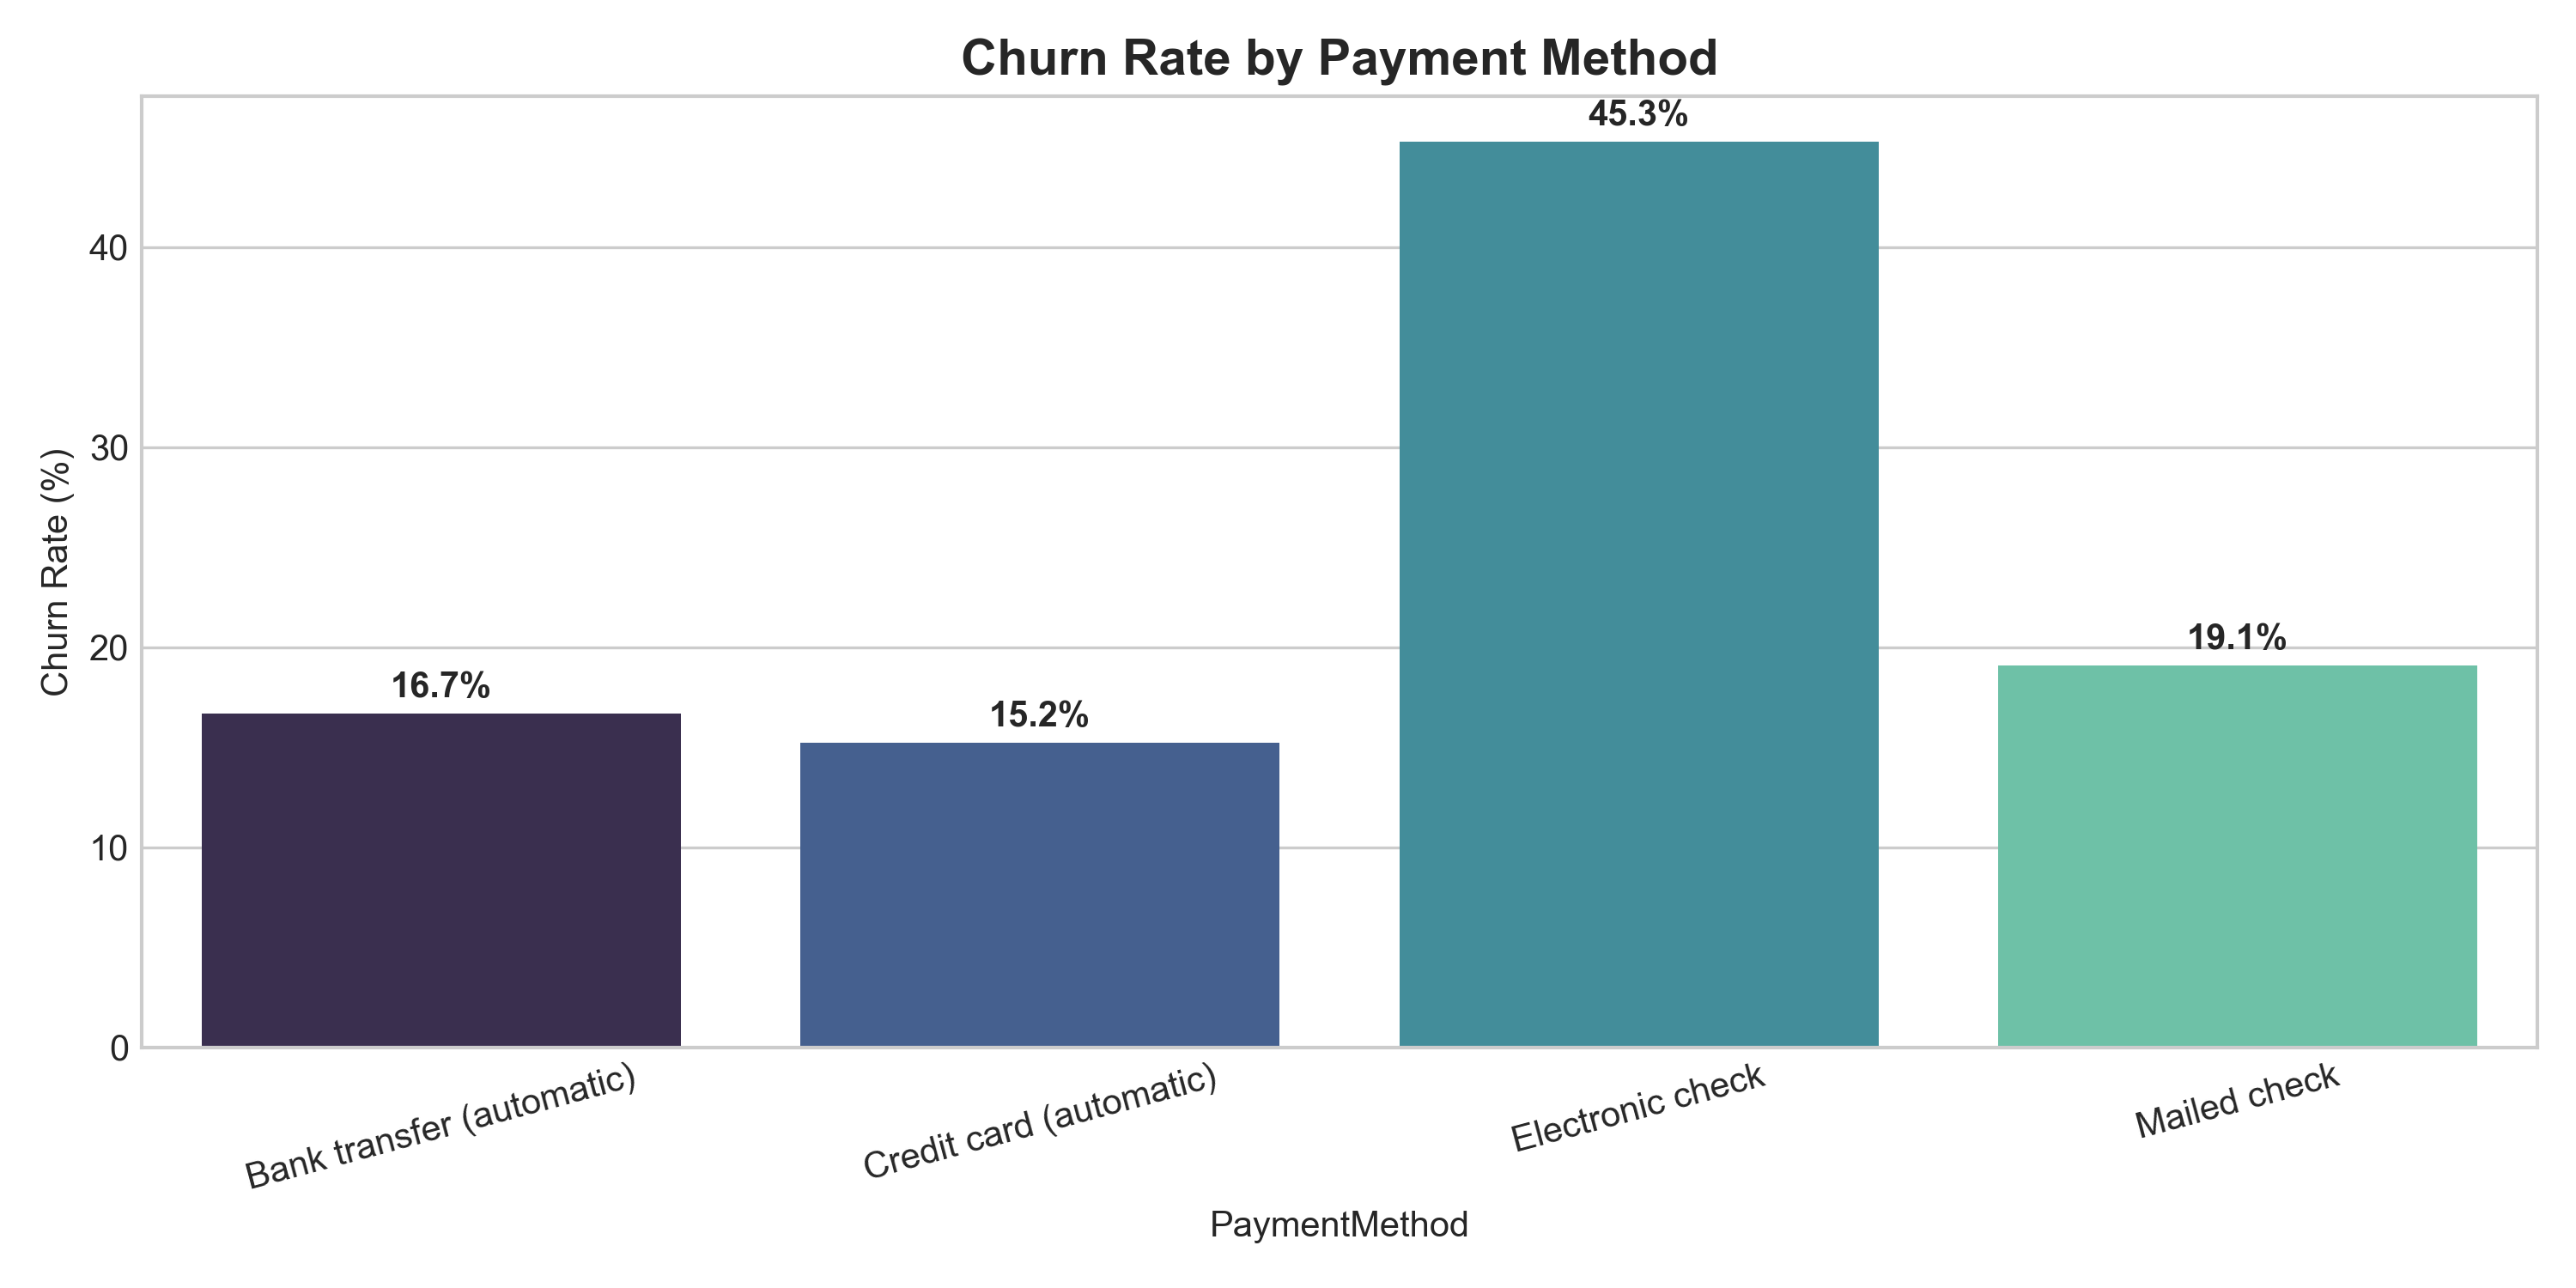 Churn Rate by Payment Method
45.3%
40
30
20
10
0
Churn Rate (%)
16.7%
15.2%
19.1%
Bank transfer (automatic)
Credit card (automatic)
Electronic check
Mailed check
PaymentMethod